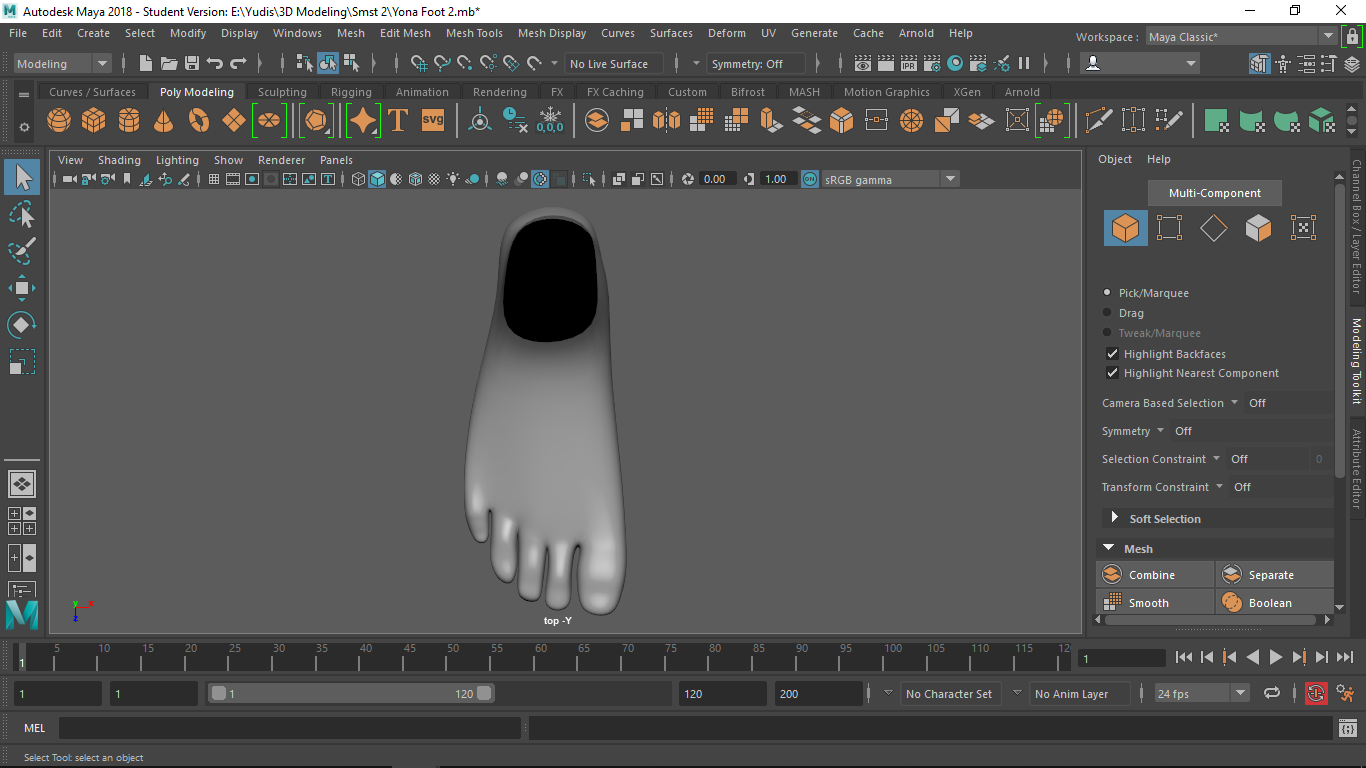 Autodesk Maya 2018 - Student Version: E:\Yudis\3D Modeling\Smst 2\Yona Foot 2.mb*
File Edit Create Select Modify Display Windows Mesh Edit Mesh Mesh Tools Mesh Display Curves Surfaces Deform UV Generate Cache Arnold Help
Workspace : Maya Classic*
Modeling
No Live Surface
Symmetry: Off
IPR
Curves / Surfaces Poly Modeling Sculpting Rigging Animation Rendering FX FX Caching Custom Bifrost MASH Motion Graphics XGen Arnold
T
SVG
0,0,0
View Shading Lighting Show Renderer Panels
0.00
1.00
ON
sRGB gamma
top -Y
y
x
z
Object Help
Multi-Component
Pick/Marquee
Drag
Tweak/Marquee
Highlight Backfaces
Highlight Nearest Component
Camera Based Selection Off
Symmetry Off
Selection Constraint Off 0
Transform Constraint Off
Soft Selection
Mesh
Combine Separate
Smooth Boolean
Channel Box / Layer Editor
Modeling Toolkit
Attribute Editor
M
1 5 10 15 20 25 30 35 40 45 50 55 60 65 70 75 80 85 90 95 100 105 110 115 12
1
1 1 1 120 120 200
No Character Set
No Anim Layer
24 fps
MEL
Select Tool: select an object